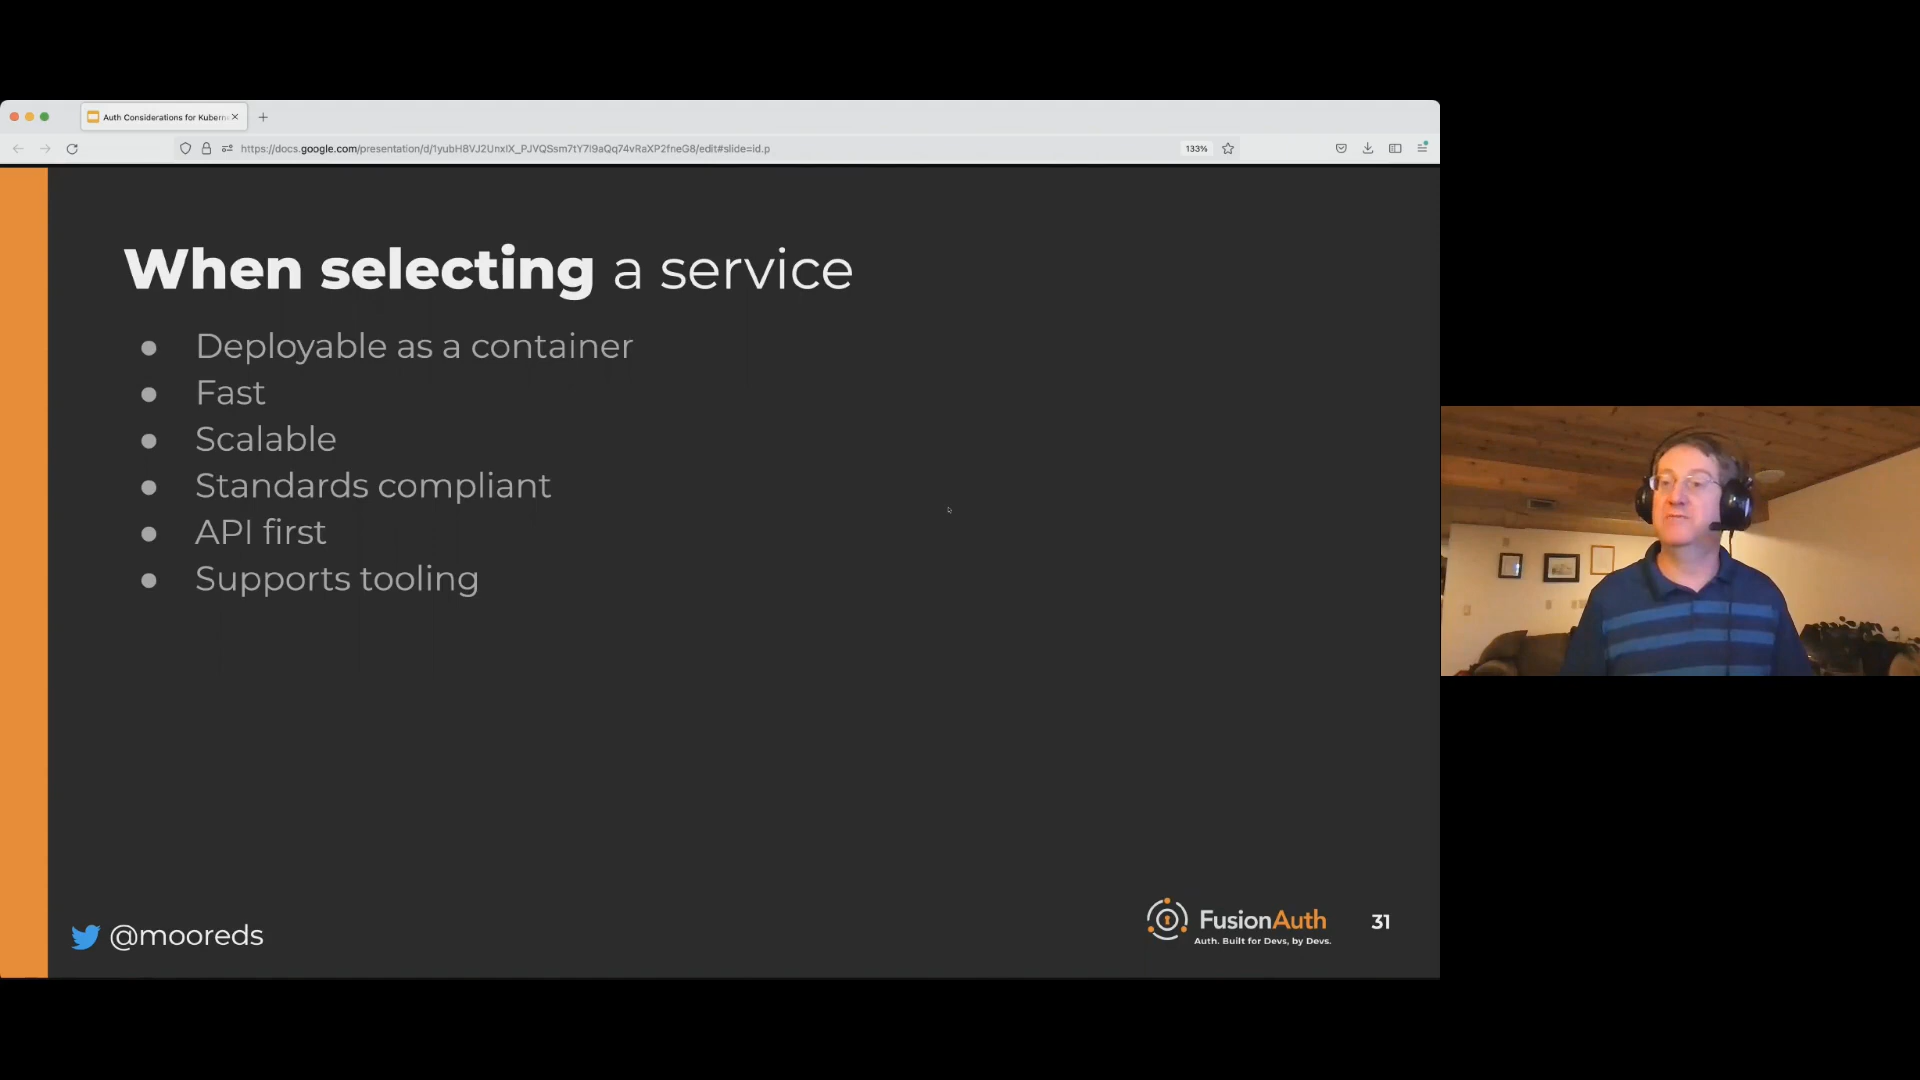 Auth Considerations for Kubern
https://docs.google.com/presentation/d/1yubH8VJ2UnxIX_PJVQSsm7tY7I9aQq74vRaXP2fneG8/edit#slide=id.p
133%
When selecting a service
Deployable as a container
Fast
Scalable
Standards compliant
API first
Supports tooling
@mooreds
FusionAuth
Auth. Built for Devs, by Devs.
31